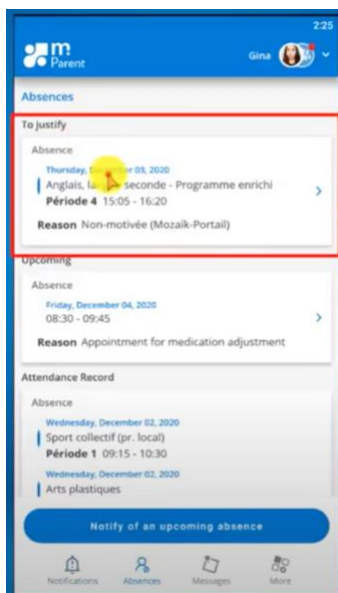 2:25
m
Parent
Gina
Absences
To justify
Absence
Thursday, December 03, 2020
Anglais, seconde - Programme enrichi
Période 4 15:05 - 16:20
Reason Non-motivée (Mozaïk-Portail)
Upcoming
Absence
Friday, December 04, 2020
08:30 - 09:45
Reason Appointment for medication adjustment
Attendance Record
Absence
Wednesday, December 02, 2020
Sport collectif (pr. local)
Période 1 09:15 - 10:30
Wednesday, December 02, 2020
Arts plastiques
Notify of an upcoming absence
Notifications Absences Messages More